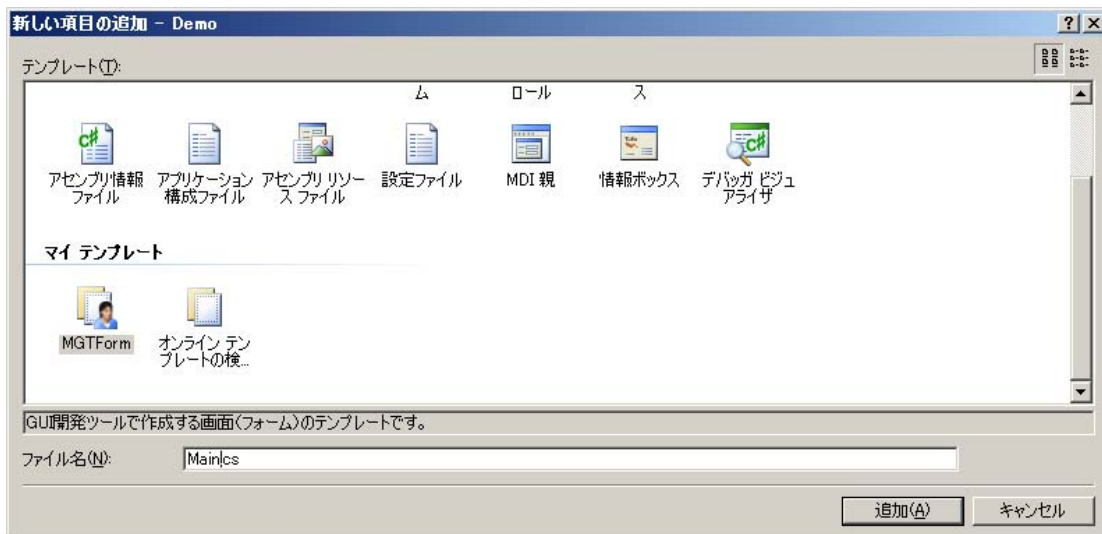 新しい項目の追加 - Demo
テンプレート(T):
ム ロール ス
アセンブリ情報 アプリケーション アセンブリ リソー 設定ファイル MDI 親 情報ボックス デバッガ ビジュ
ファイル 構成ファイル ス ファイル アライザ
マイ テンプレート
MGTForm オンライン テン
プレートの検...
GUI開発ツールで作成する画面(フォーム)のテンプレートです。
ファイル名(N): Main.cs
追加(A) キャンセル